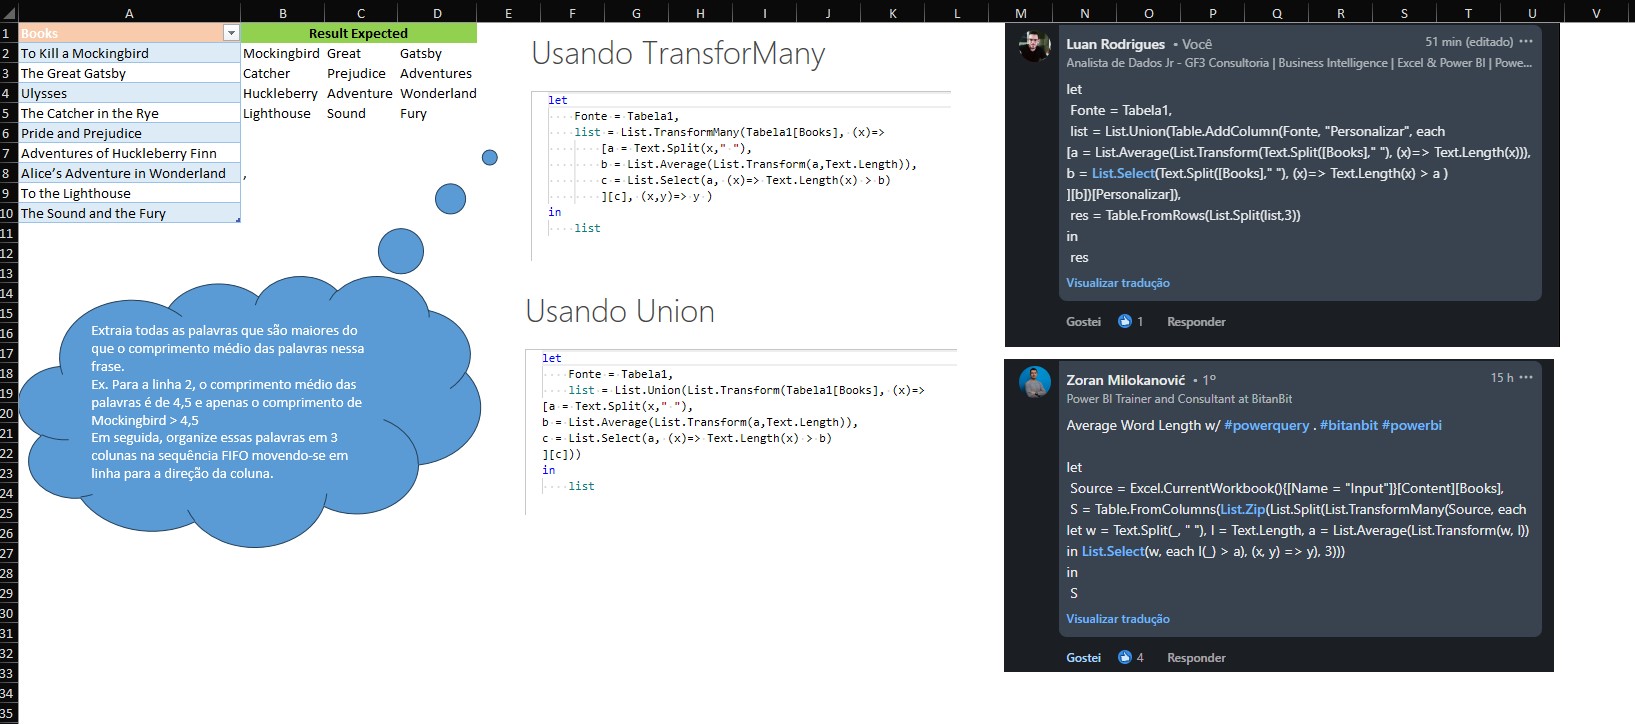 A B C D E F G H I J K L M N O P Q R S T U V
1 Books Result Expected
2 To Kill a Mockingbird Mockingbird Great Gatsby
3 The Great Gatsby Catcher Prejudice Adventures
4 Ulysses Huckleberry Adventure Wonderland
5 The Catcher in the Rye Lighthouse Sound Fury
6 Pride and Prejudice
7 Adventures of Huckleberry Finn
8 Alice’s Adventure in Wonderland ,
9 To the Lighthouse
10 The Sound and the Fury
11
12
13
14
15
16
17
18
19
20
21
22
23
24
25
26
27
28
29
30
31
32
33
34
35
Extraia todas as palavras que são maiores do
que o comprimento médio das palavras nessa
frase.
Ex. Para a linha 2, o comprimento médio das
palavras é de 4,5 e apenas o comprimento de
Mockingbird > 4,5
Em seguida, organize essas palavras em 3
colunas na sequência FIFO movendo-se em
linha para a direção da coluna.
Usando TransforMany
let
Fonte = Tabela1,
list = List.TransformMany(Tabela1[Books], (x)=>
[a = Text.Split(x," "),
b = List.Average(List.Transform(a,Text.Length)),
c = List.Select(a, (x)=> Text.Length(x) > b)
][c], (x,y)=> y )
in
list
Usando Union
let
Fonte = Tabela1,
list = List.Union(List.Transform(Tabela1[Books], (x)=>
[a = Text.Split(x," "),
b = List.Average(List.Transform(a,Text.Length)),
c = List.Select(a, (x)=> Text.Length(x) > b)
][c]))
in
list
Luan Rodrigues • Você 51 min (editado) •••
Analista de Dados Jr - GF3 Consultoria | Business Intelligence | Excel & Power BI | Powe...
let
Fonte = Tabela1,
list = List.Union(Table.AddColumn(Fonte, "Personalizar", each
[a = List.Average(List.Transform(Text.Split([Books]," "), (x)=> Text.Length(x))),
b = List.Select(Text.Split([Books]," "), (x)=> Text.Length(x) > a )
][b])[Personalizar]),
res = Table.FromRows(List.Split(list,3))
in
res
Visualizar tradução
Gostei 1 Responder
Zoran Milokanović • 1º 15 h •••
Power BI Trainer and Consultant at BitanBit
Average Word Length w/ #powerquery . #bitanbit #powerbi
let
Source = Excel.CurrentWorkbook(){[Name = "Input"]}[Content][Books],
S = Table.FromColumns(List.Zip(List.Split(List.TransformMany(Source, each
let w = Text.Split(_, " "), l = Text.Length, a = List.Average(List.Transform(w, l))
in List.Select(w, each l(_) > a), (x, y) => y), 3)))
in
S
Visualizar tradução
Gostei 4 Responder